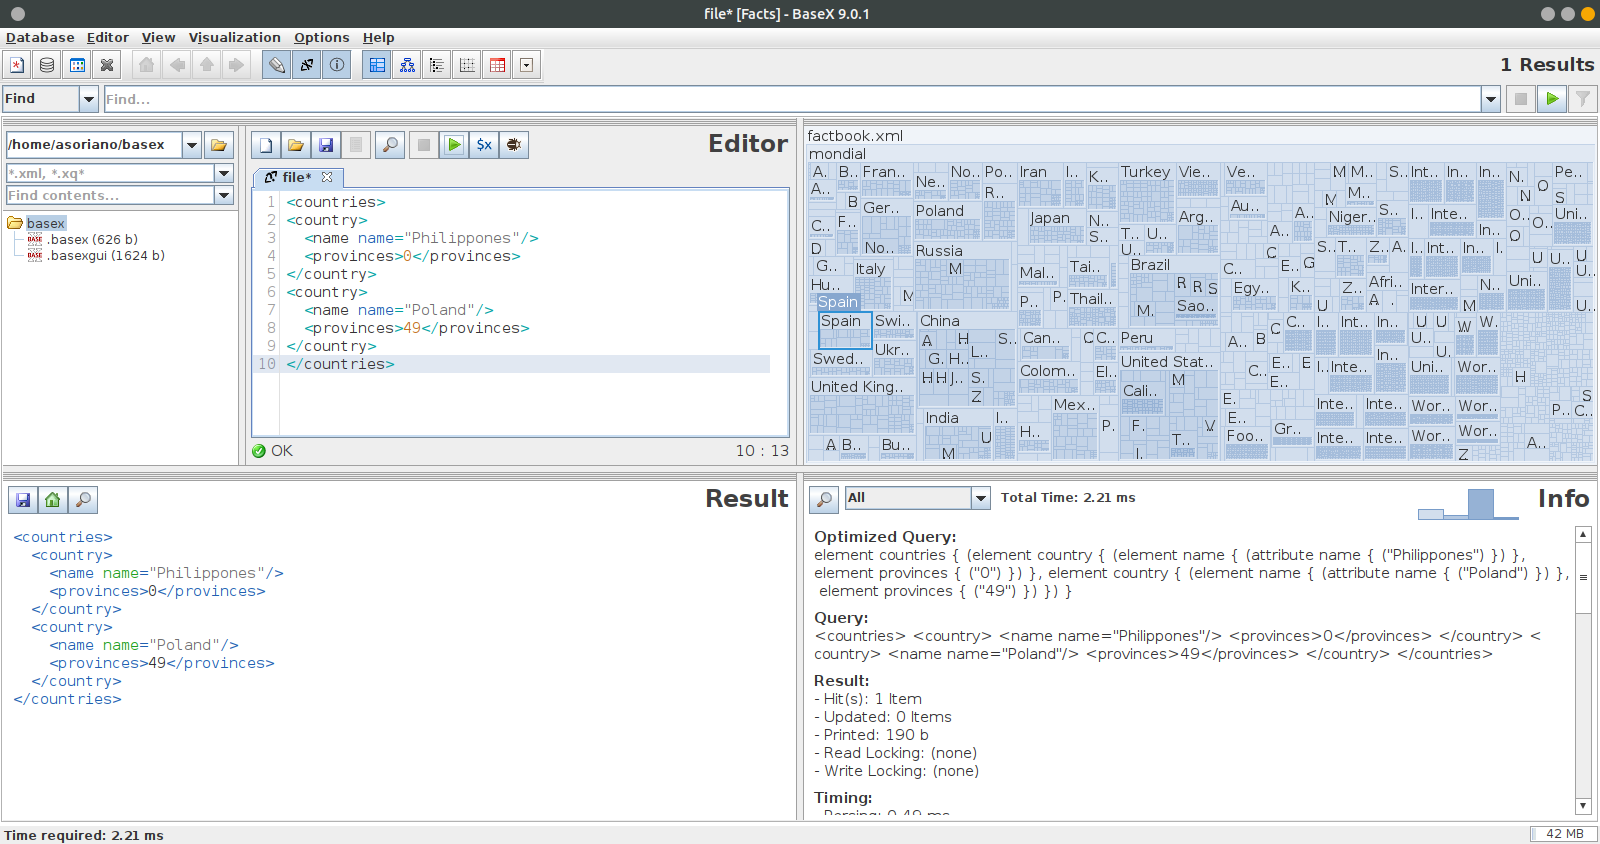 file* [Facts] - BaseX 9.0.1
Database Editor View Visualization Options Help
1 Results
Find
Find...
/home/asoriano/basex
*.xml, *.xq*
Find contents...
basex
.basex (626 b)
.basexgui (1624 b)
Editor
file*
1 <countries>
2 <country>
3 <name name="Philippones"/>
4 <provinces>0</provinces>
5 </country>
6 <country>
7 <name name="Poland"/>
8 <provinces>49</provinces>
9 </country>
10 </countries>
OK
10 : 13
factbook.xml
mondial
A.. B.. Fran.. No.. Po.. Iran I.. K.. Turkey Vie.. Ve.. M M.. S.. Int.. In.. In.. N. Pe..
A.. Ne.. R.. M.. O S
B Ger.. Poland Japan N.. Au.. M Niger.. S.. I.. Inte.. O.. Uni..
C.. F.. S.. Arg.. A.. A.. O..
D No.. Russia T.. U.. U.. S.. T.. Z.. A.. I.. Int.. In.. I.. O
G.. Italy M Mal.. Tai.. Brazil C.. E.. G Afri.. U.. U..
Hu.. M P.. P. Thail.. R R S Egy.. K.. Z.. A.. Inter.. N.. Uni.. U
Spain M. Sao.. U M U..
Spain Swi.. China Can.. C C.. Peru C.. C.. I.. Int.. In.. U U W W
Swed.. Ukr.. A H L.. A.. B U.. U..
G. H.. Colom.. El.. United Stat.. C.. E.. E I.. Inte.. In.. Uni.. Wor..
United King.. H H J.. S. Cali.. M E.. H
Z Mex.. E. Inte.. Inte.. Wor.. Wor.. P.. C..
India I.. H.. P. F. V E.. S
A B.. Bu.. U T.. Foo.. Gr.. Inte.. Inte.. Wor.. Wor.. A..
M I. Z
Result
<countries>
<country>
<name name="Philippones"/>
<provinces>0</provinces>
</country>
<country>
<name name="Poland"/>
<provinces>49</provinces>
</country>
</countries>
All
Total Time: 2.21 ms
Info
Optimized Query:
element countries { (element country { (element name { (attribute name { ("Philippones") }) },
element provinces { ("0") }) }, element country { (element name { (attribute name { ("Poland") }) },
element provinces { ("49") }) }) }
Query:
<countries> <country> <name name="Philippones"/> <provinces>0</provinces> </country> <
country> <name name="Poland"/> <provinces>49</provinces> </country> </countries>
Result:
- Hit(s): 1 Item
- Updated: 0 Items
- Printed: 190 b
- Read Locking: (none)
- Write Locking: (none)
Timing:
- Parsing: 0.49 ms
Time required: 2.21 ms
42 MB